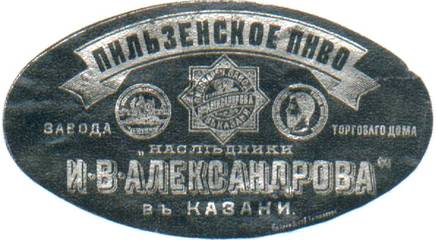 ПИЛЬЗЕНСКОЕ ПИВО
ЗАВОДА
ТОРГОВАГО ДОМА
„НАСЛѢДНИКИ
И·В·АЛЕКСАНДРОВА“
ВЪ КАЗАНИ.